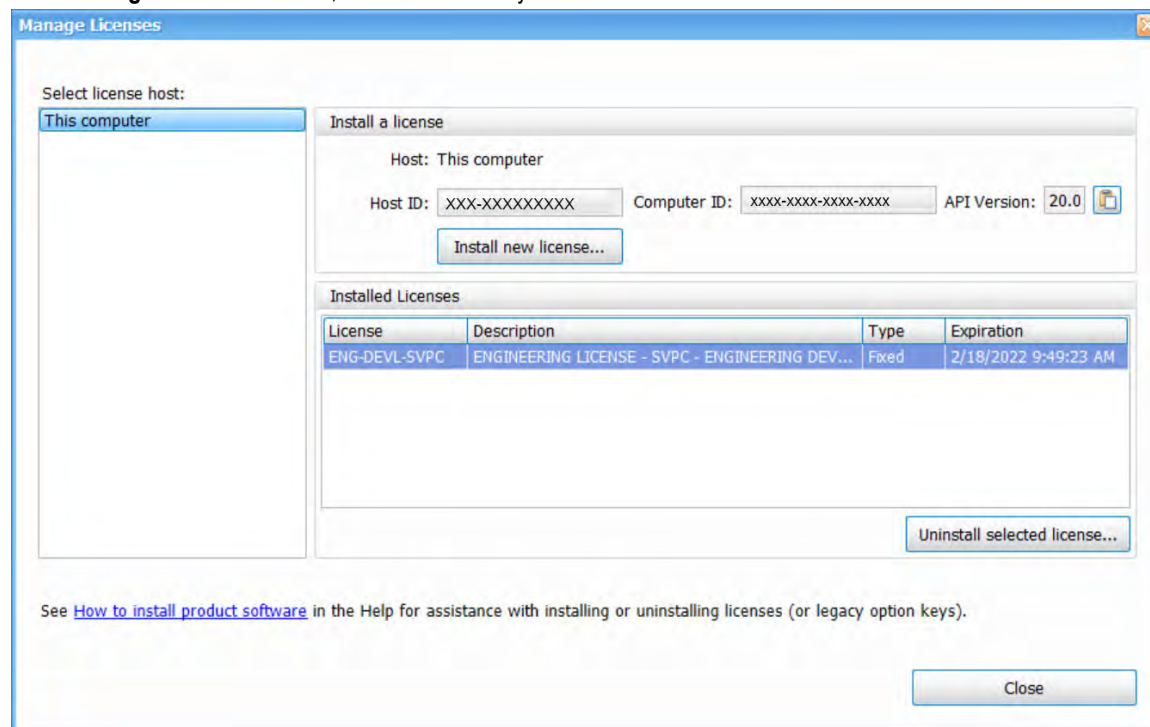 Manage Licenses
Select license host:
This computer
Install a license
Host: This computer
Host ID: XXX-XXXXXXXXX Computer ID: xxxx-xxxx-xxxx-xxxx API Version: 20.0
Install new license...
Installed Licenses
License Description Type Expiration
ENG-DEVL-SVPC ENGINEERING LICENSE - SVPC - ENGINEERING DEV... Fixed 2/18/2022 9:49:23 AM
Uninstall selected license...
See How to install product software in the Help for assistance with installing or uninstalling licenses (or legacy option keys).
Close